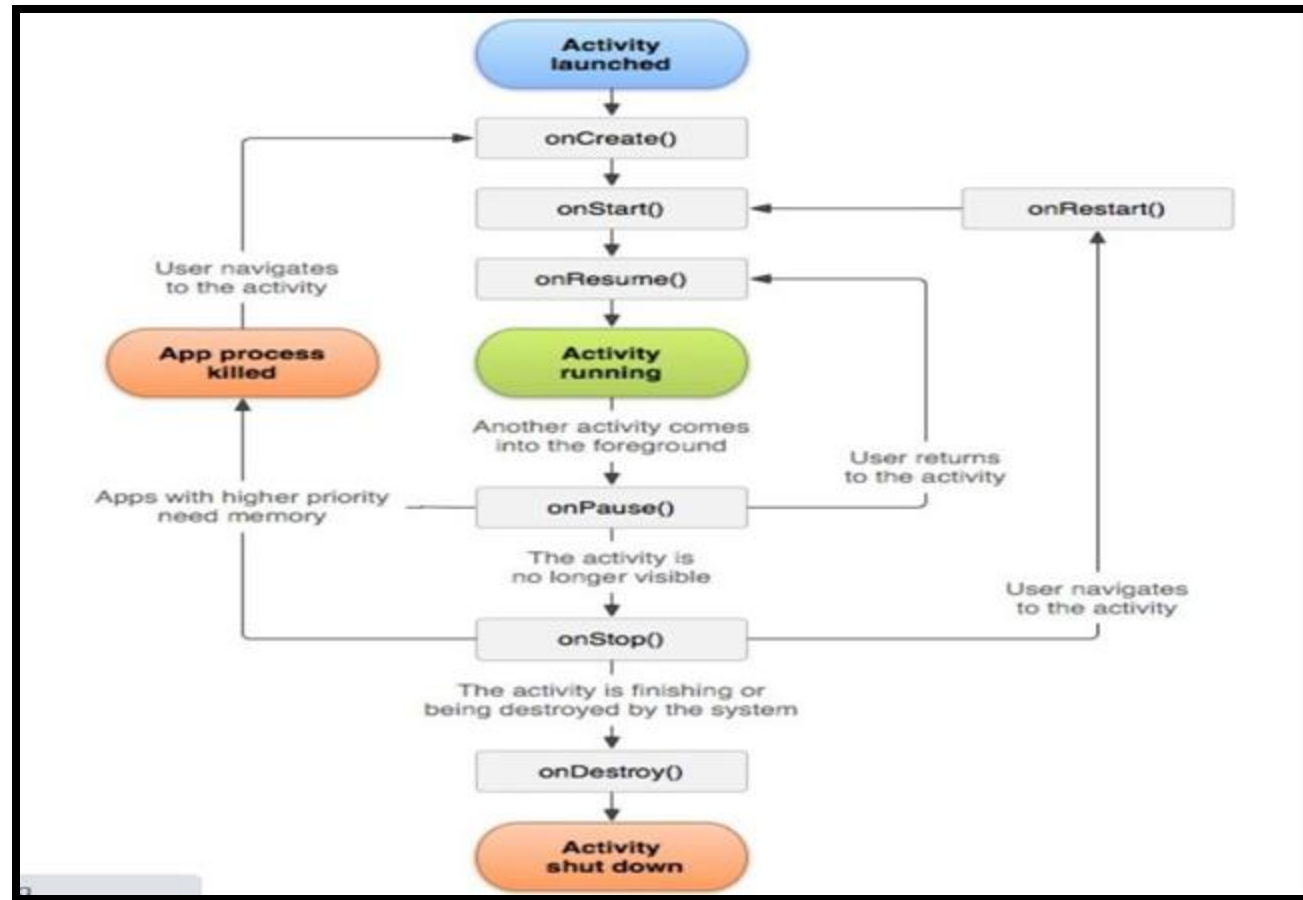 Activity
launched
onCreate()
onStart()
onRestart()
User navigates
to the activity
onResume()
App process
killed
Activity
running
Another activity comes
into the foreground
User returns
to the activity
Apps with higher priority
need memory
onPause()
The activity is
no longer visible
User navigates
to the activity
onStop()
The activity is finishing or
being destroyed by the system
onDestroy()
Activity
shut down